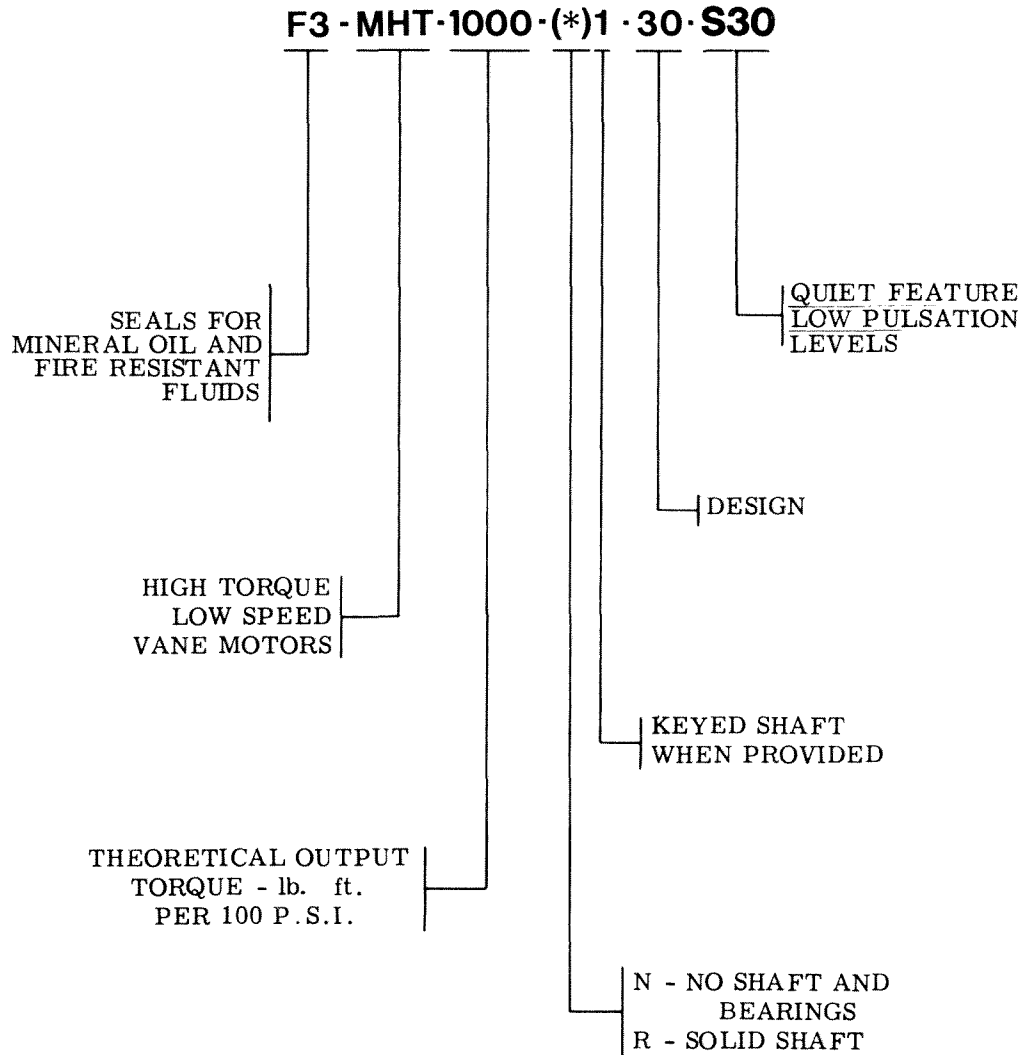 F3-MHT-1000-(*)1-30-S30
QUIET FEATURE
LOW PULSATION
LEVELS
SEALS FOR
MINERAL OIL AND
FIRE RESISTANT
FLUIDS
DESIGN
HIGH TORQUE
LOW SPEED
VANE MOTORS
KEYED SHAFT
WHEN PROVIDED
THEORETICAL OUTPUT
TORQUE - lb. ft.
PER 100 P.S.I.
N - NO SHAFT AND
BEARINGS
R - SOLID SHAFT